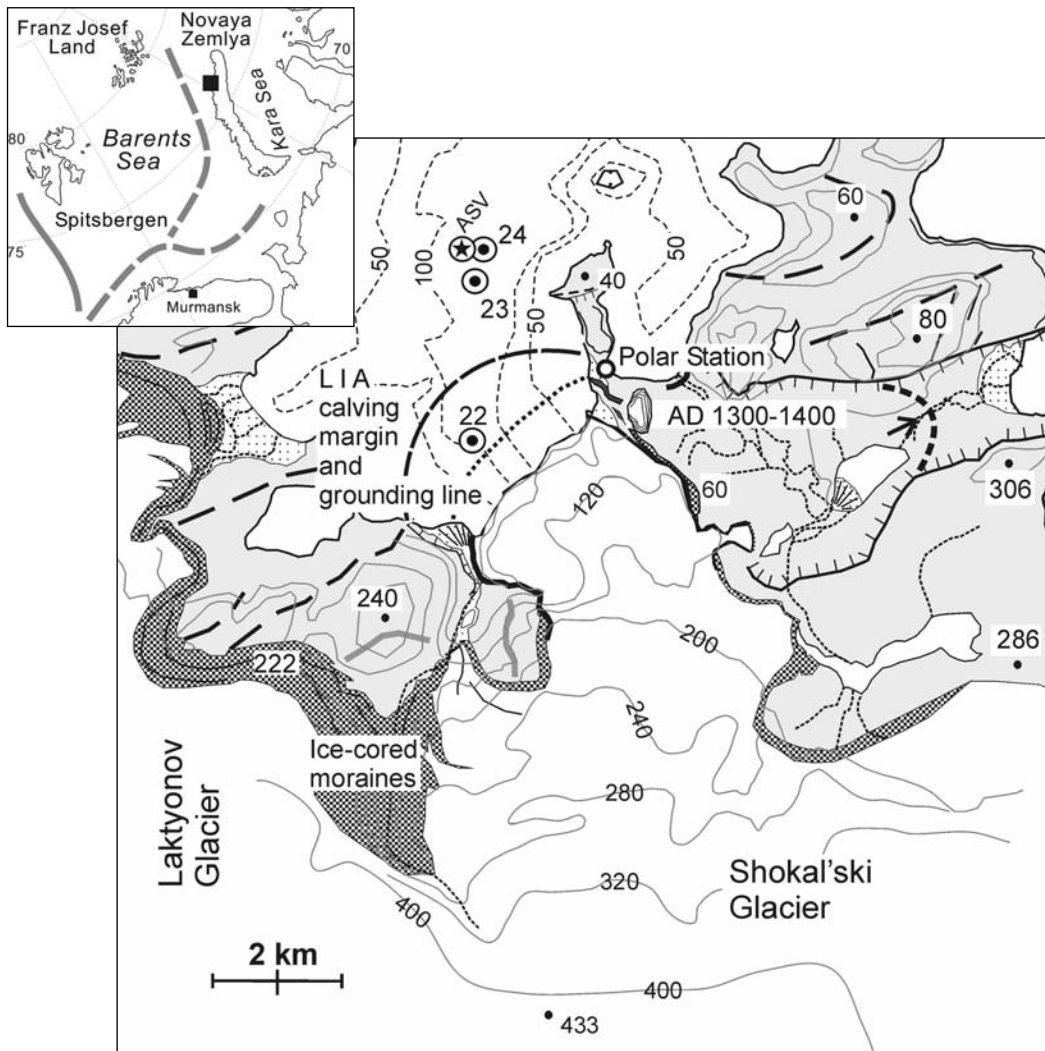 Franz Josef
Land
Novaya
Zemlya
70
Kara Sea
80
Barents
Sea
Spitsbergen
75
Murmansk
50
100
ASV
24
23
50
50
60
40
80
Polar Station
L I A
calving
margin
and
grounding line
22
AD 1300-1400
60
306
120
240
222
200
286
240
Ice-cored
moraines
280
Laktyonov
Glacier
Shokal'ski
Glacier
320
400
2 km
400
433